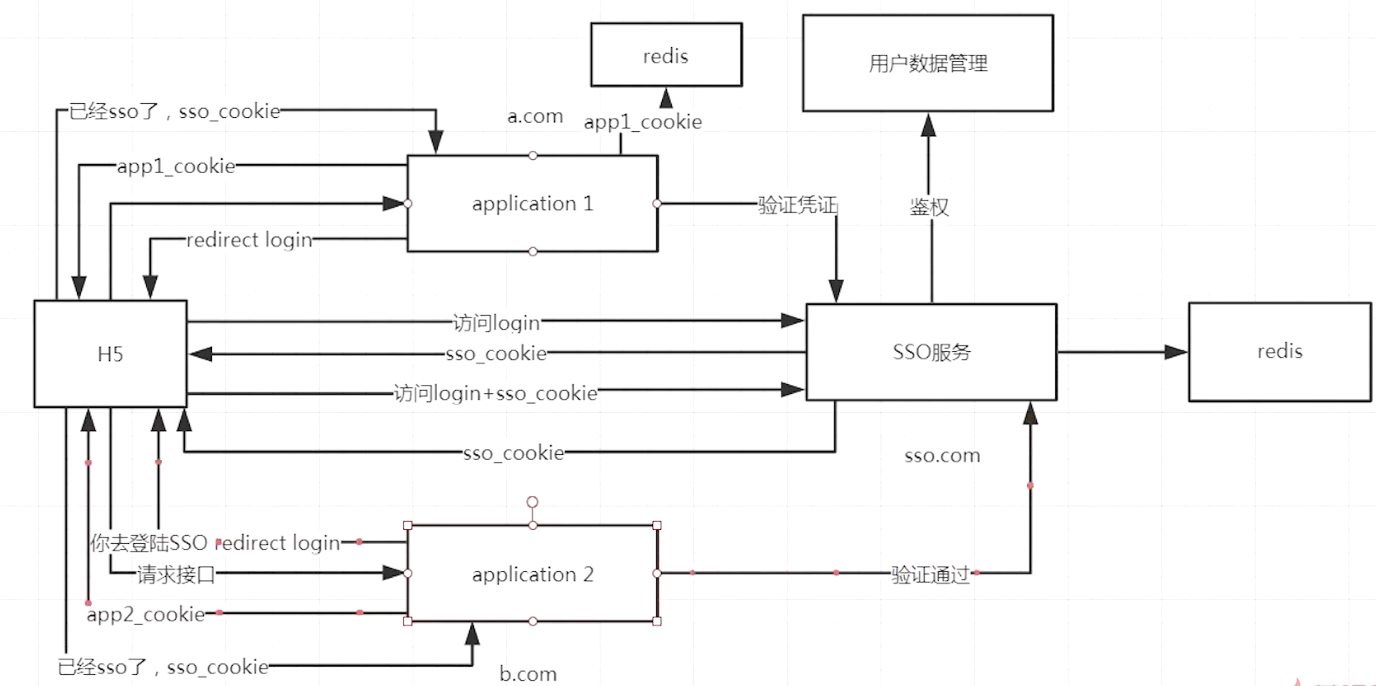 redis
用户数据管理
已经sso了，sso_cookie
a.com
app1_cookie
app1_cookie
application 1
验证凭证
鉴权
redirect login
访问login
H5
sso_cookie
SSO服务
redis
访问login+sso_cookie
sso_cookie
sso.com
你去登陆SSO redirect login
请求接口
application 2
验证通过
app2_cookie
已经sso了，sso_cookie
b.com